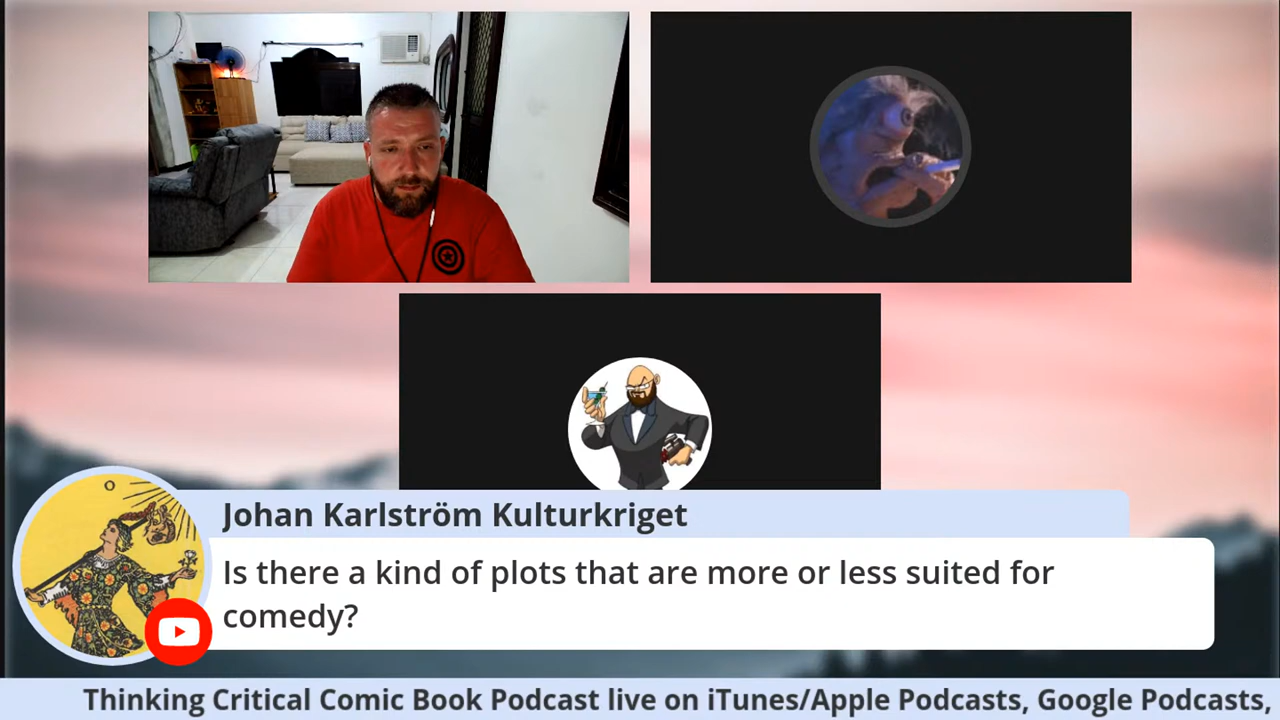 Johan Karlström Kulturkriget
Is there a kind of plots that are more or less suited for
comedy?
Thinking Critical Comic Book Podcast live on iTunes/Apple Podcasts, Google Podcasts,